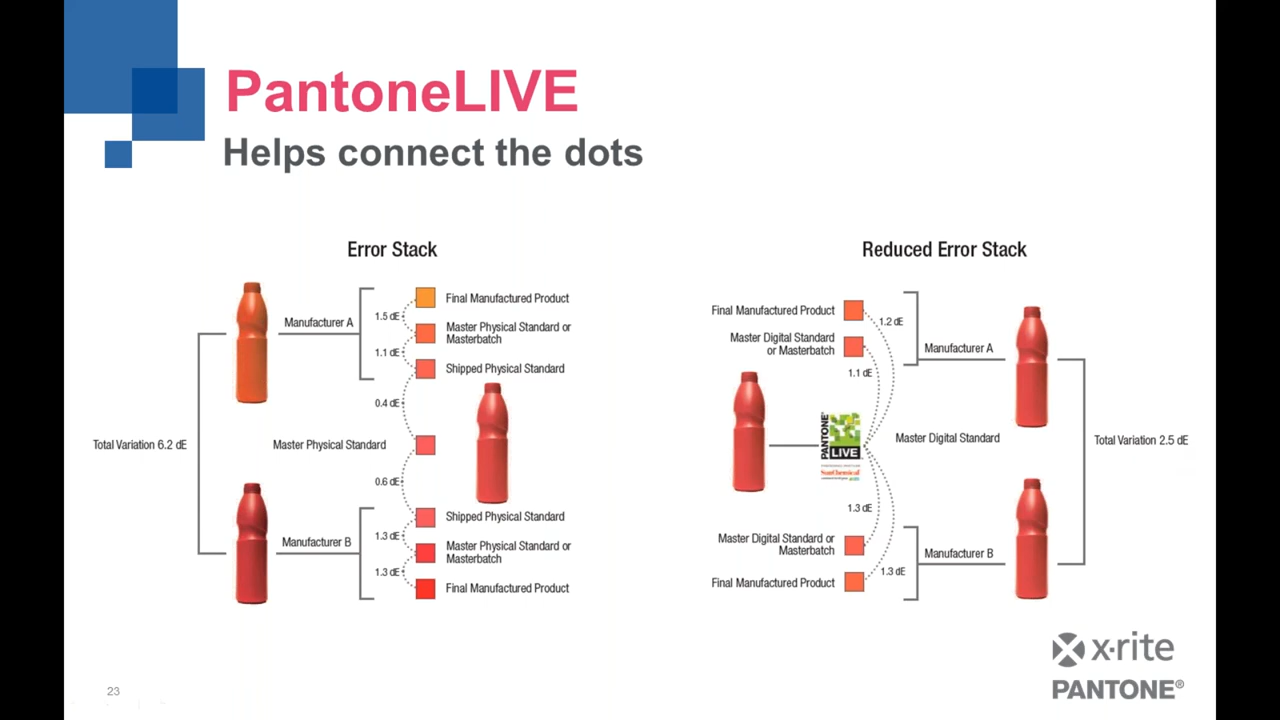 PantoneLIVE
Helps connect the dots
Error Stack
Final Manufactured Product
1.5 dE
Manufacturer A
Master Physical Standard or
Masterbatch
1.1 dE
Shipped Physical Standard
0.4 dE
Total Variation 6.2 dE
Master Physical Standard
0.6 dE
Shipped Physical Standard
1.3 dE
Manufacturer B
Master Physical Standard or
Masterbatch
1.3 dE
Final Manufactured Product
Reduced Error Stack
Final Manufactured Product
1.2 dE
Master Digital Standard
or Masterbatch
Manufacturer A
1.1 dE
PANTONE®
LIVE
SunChemical
Master Digital Standard
Total Variation 2.5 dE
1.3 dE
Master Digital Standard or
Masterbatch
Manufacturer B
1.3 dE
Final Manufactured Product
x·rite
PANTONE®
23